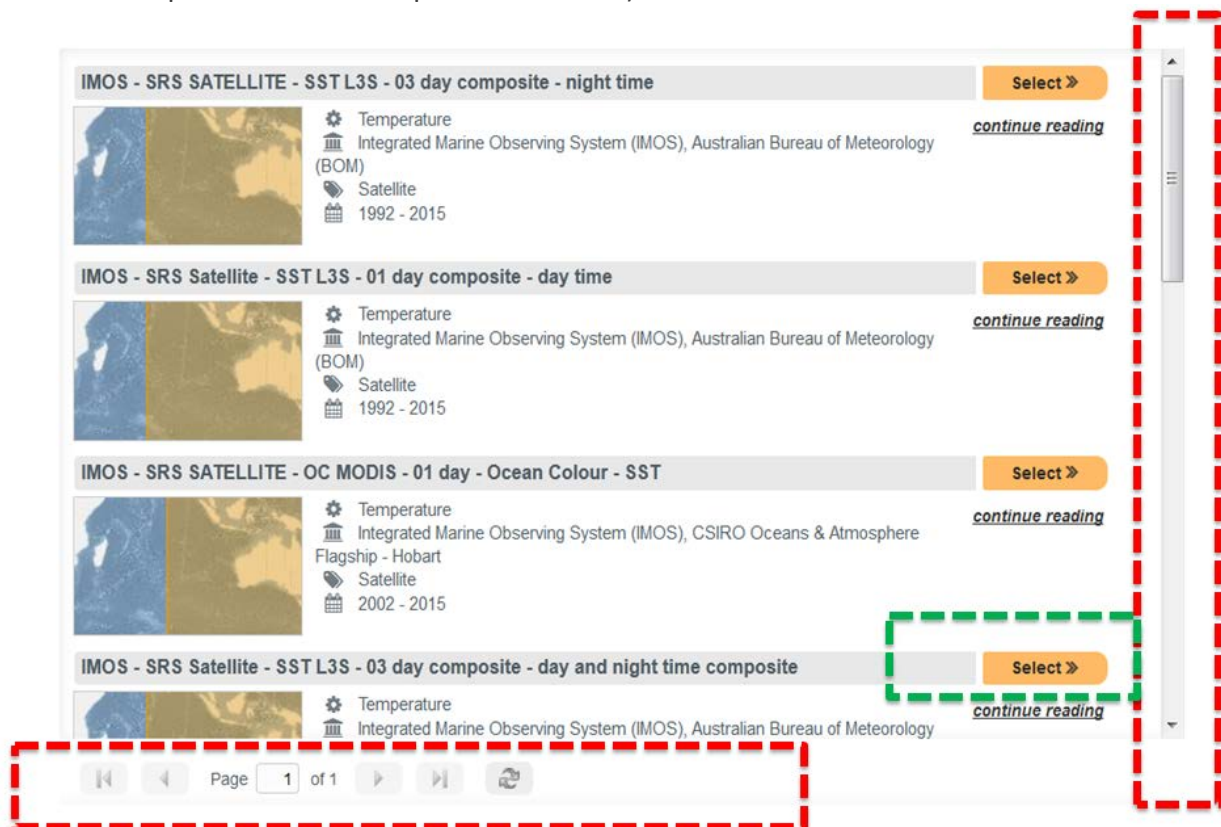 IMOS - SRS SATELLITE - SST L3S - 03 day composite - night time
Select »
Temperature
continue reading
Integrated Marine Observing System (IMOS), Australian Bureau of Meteorology
(BOM)
Satellite
1992 - 2015
IMOS - SRS Satellite - SST L3S - 01 day composite - day time
Select »
Temperature
continue reading
Integrated Marine Observing System (IMOS), Australian Bureau of Meteorology
(BOM)
Satellite
1992 - 2015
IMOS - SRS SATELLITE - OC MODIS - 01 day - Ocean Colour - SST
Select »
Temperature
continue reading
Integrated Marine Observing System (IMOS), CSIRO Oceans & Atmosphere
Flagship - Hobart
Satellite
2002 - 2015
IMOS - SRS Satellite - SST L3S - 03 day composite - day and night time composite
Select »
Temperature
continue reading
Integrated Marine Observing System (IMOS), Australian Bureau of Meteorology
Page 1 of 1